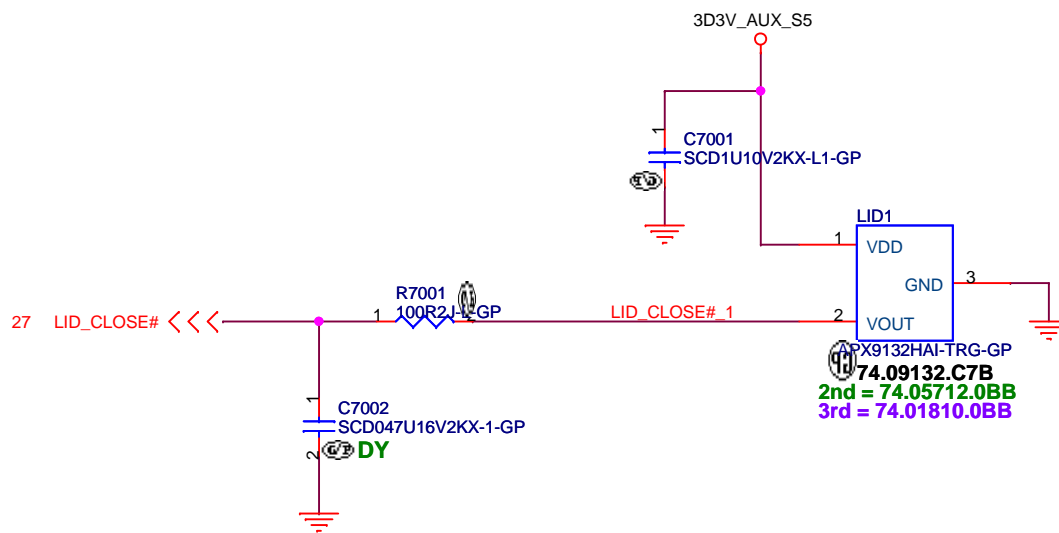 3D3V_AUX_S5
1
C7001
SCD1U10V2KX-L1-GP
LID1
1
VDD
GND
3
R7001
1
100R2J-L-GP
LID_CLOSE#_1
2
VOUT
27
LID_CLOSE#
APX9132HAI-TRG-GP
74.09132.C7B
2nd = 74.05712.0BB
3rd = 74.01810.0BB
1
C7002
SCD047U16V2KX-1-GP
2
DY